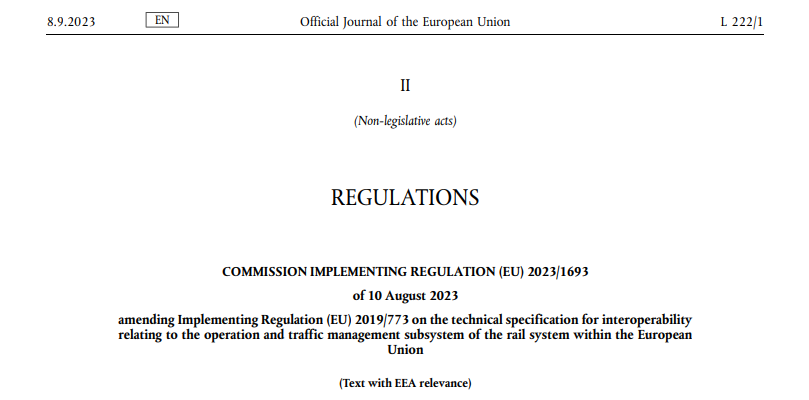 8.9.2023 EN Official Journal of the European Union L 222/1
II
(Non-legislative acts)
REGULATIONS
COMMISSION IMPLEMENTING REGULATION (EU) 2023/1693
of 10 August 2023
amending Implementing Regulation (EU) 2019/773 on the technical specification for interoperability
relating to the operation and traffic management subsystem of the rail system within the European
Union
(Text with EEA relevance)